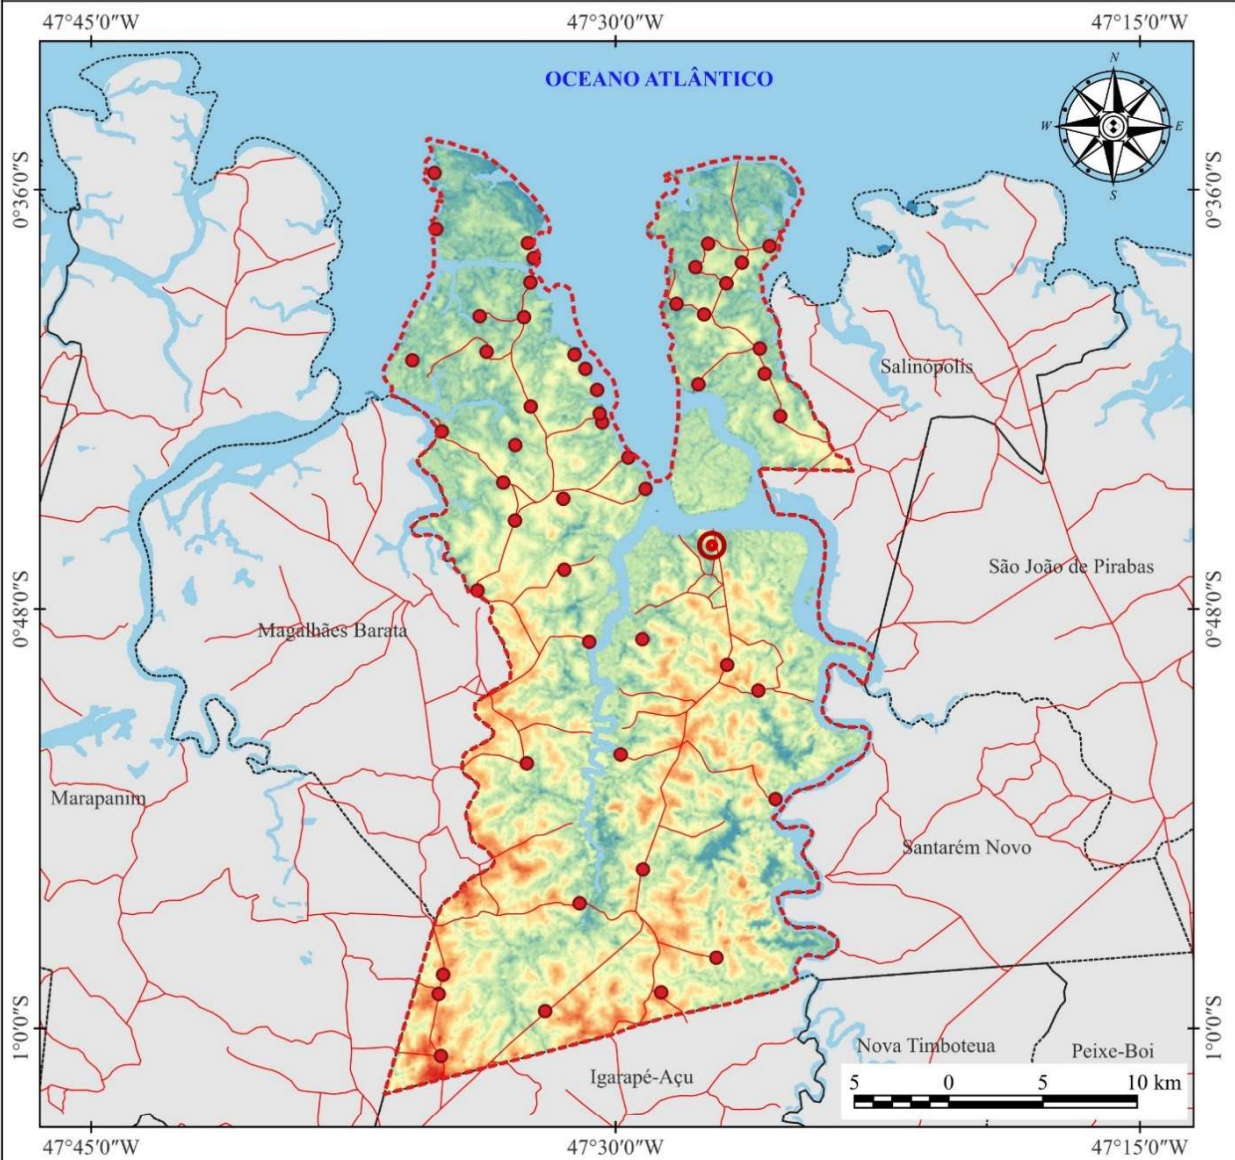 47°45'0"W 47°30'0"W 47°15'0"W
OCEANO ATLÂNTICO
N
W E
S
0°36'0"S 0°36'0"S
Salinópolis
São João de Pirabas
0°48'0"S 0°48'0"S
Magalhães Barata
Marapanim
Santarém Novo
1°0'0"S 1°0'0"S
Nova Timboteua Peixe-Boi
Igarapé-Açu
5 0 5 10 km
47°45'0"W 47°30'0"W 47°15'0"W